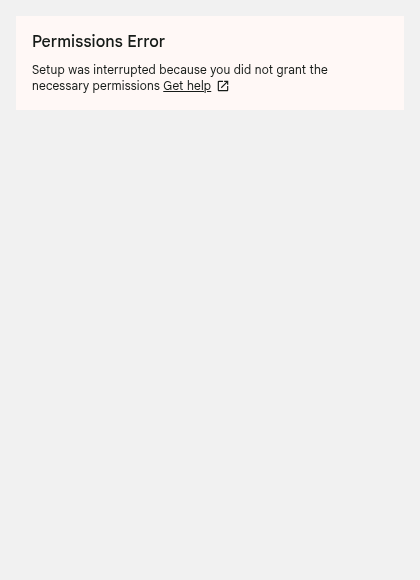 Permissions Error
Setup was interrupted because you did not grant the
necessary permissions Get help